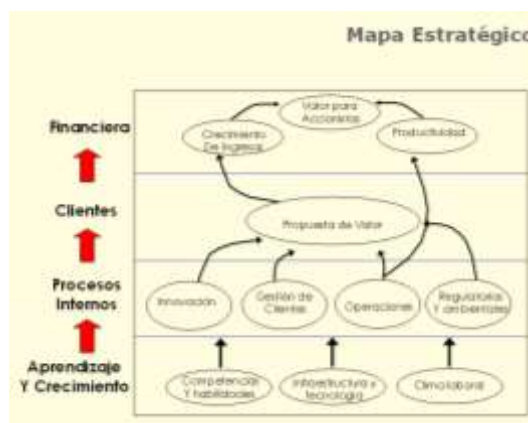 Mapa Estratégico
Financiera
Valor para
Accionistas
Crecimiento
De Ingresos
Productividad
Clientes
Propuesta de Valor
Procesos
Internos
Innovación
Gestión de
Clientes
Operaciones
Regulatorios
Y ambientales
Aprendizaje
Y Crecimiento
Competencias
Y habilidades
Infraestructura y
tecnología
Clima laboral